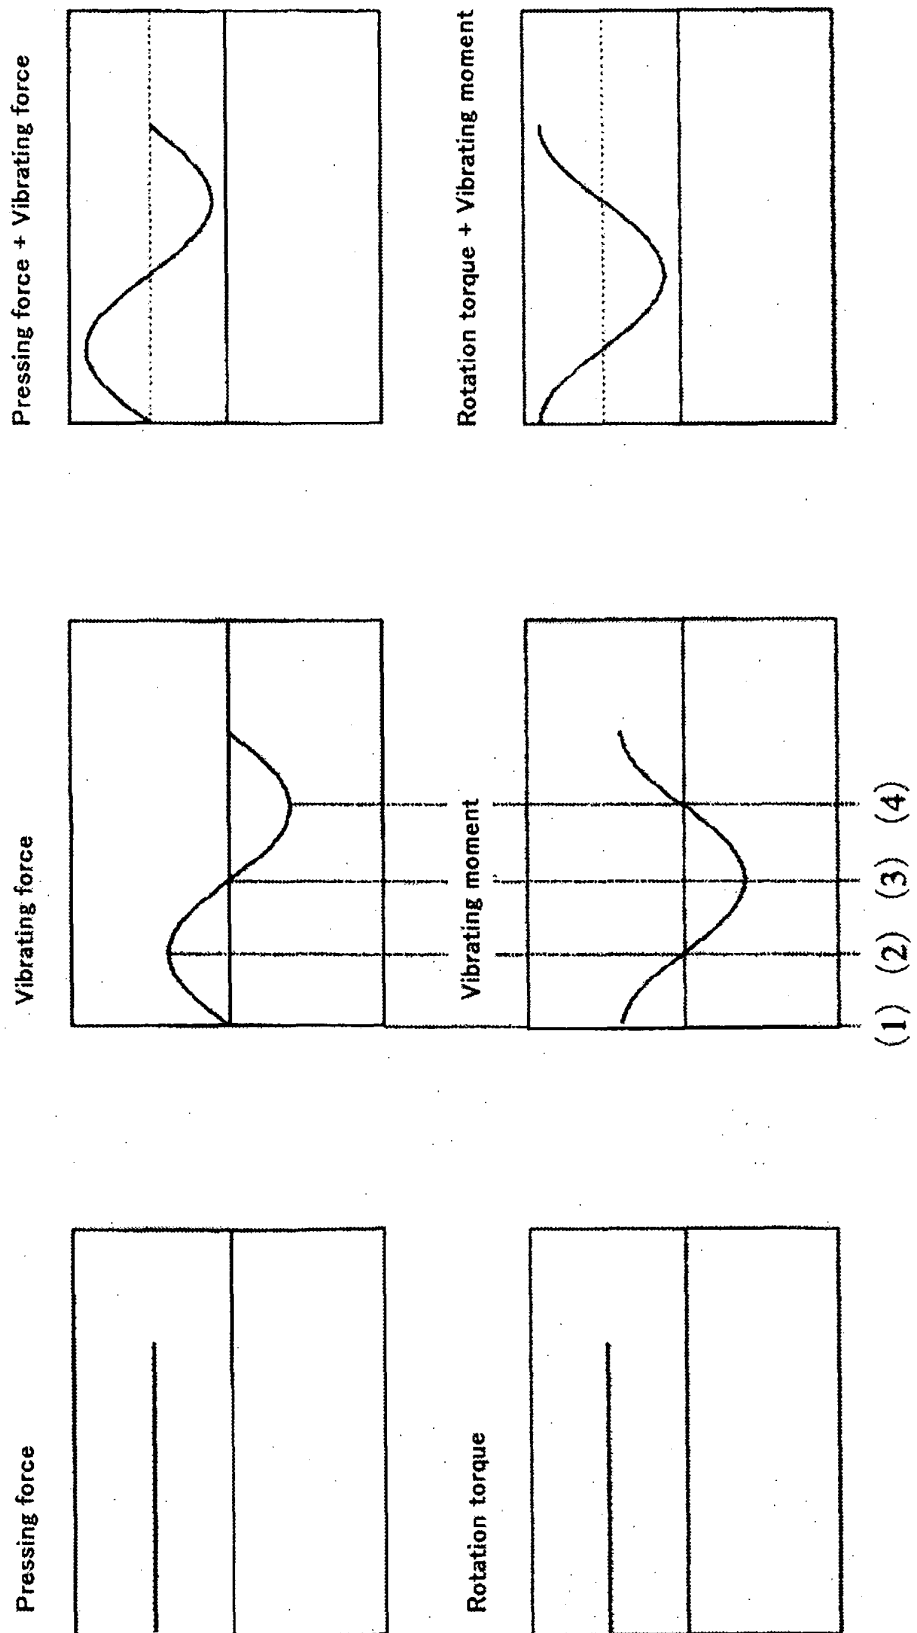 Pressing force
Vibrating force
Pressing force + Vibrating force
Rotation torque
Vibrating moment
Rotation torque + Vibrating moment
(1) (2) (3) (4)